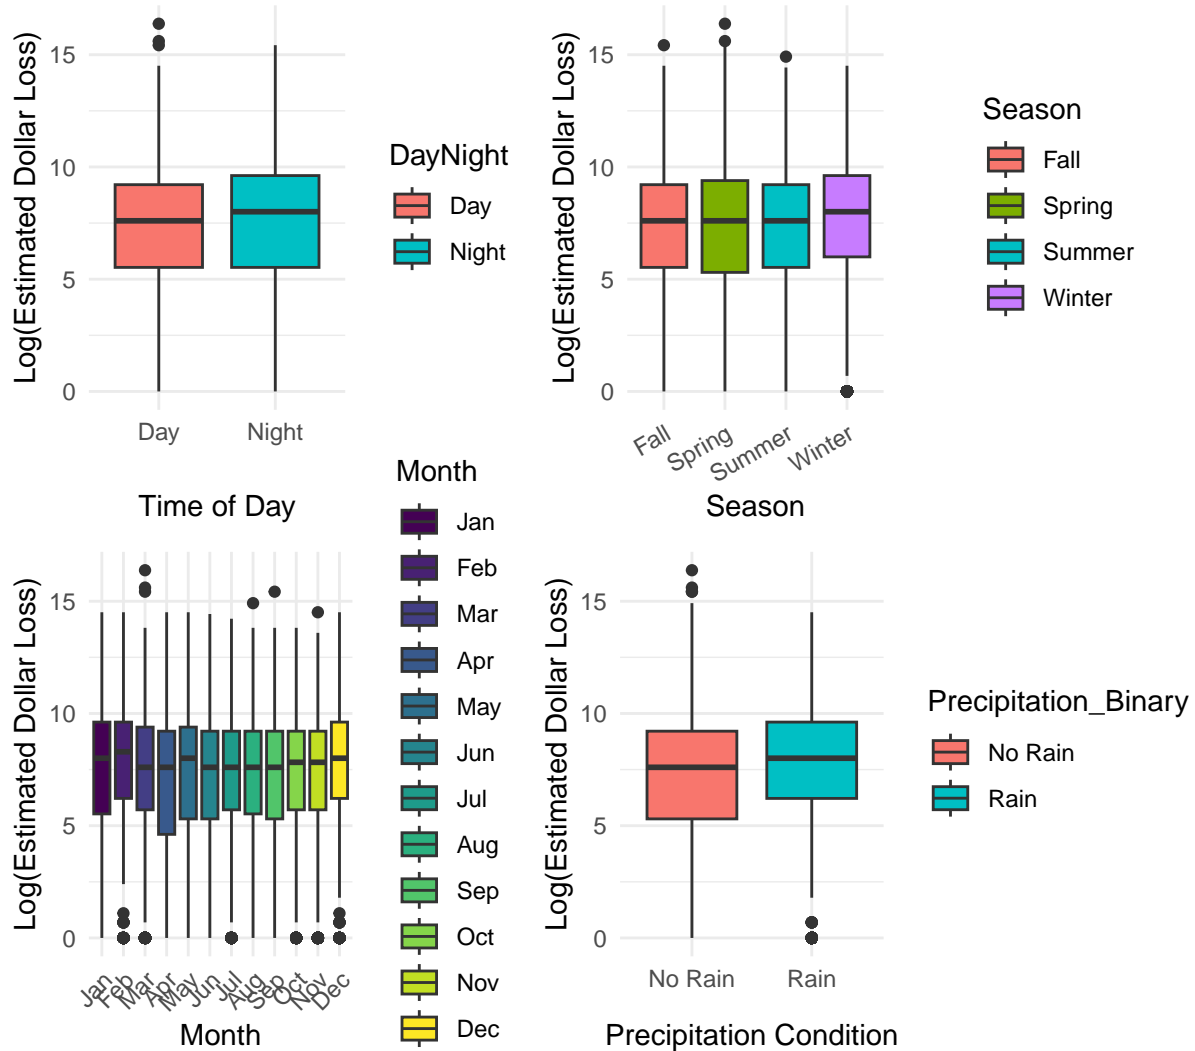 Log(Estimated Dollar Loss)
15
10
5
0
Day
Night
Time of Day
DayNight
Day
Night
Log(Estimated Dollar Loss)
15
10
5
0
Fall
Spring
Summer
Winter
Season
Season
Fall
Spring
Summer
Winter
Log(Estimated Dollar Loss)
15
10
5
0
Jan
Feb
Mar
Apr
May
Jun
Jul
Aug
Sep
Oct
Nov
Dec
Month
Month
Jan
Feb
Mar
Apr
May
Jun
Jul
Aug
Sep
Oct
Nov
Dec
Log(Estimated Dollar Loss)
15
10
5
0
No Rain
Rain
Precipitation Condition
Precipitation_Binary
No Rain
Rain